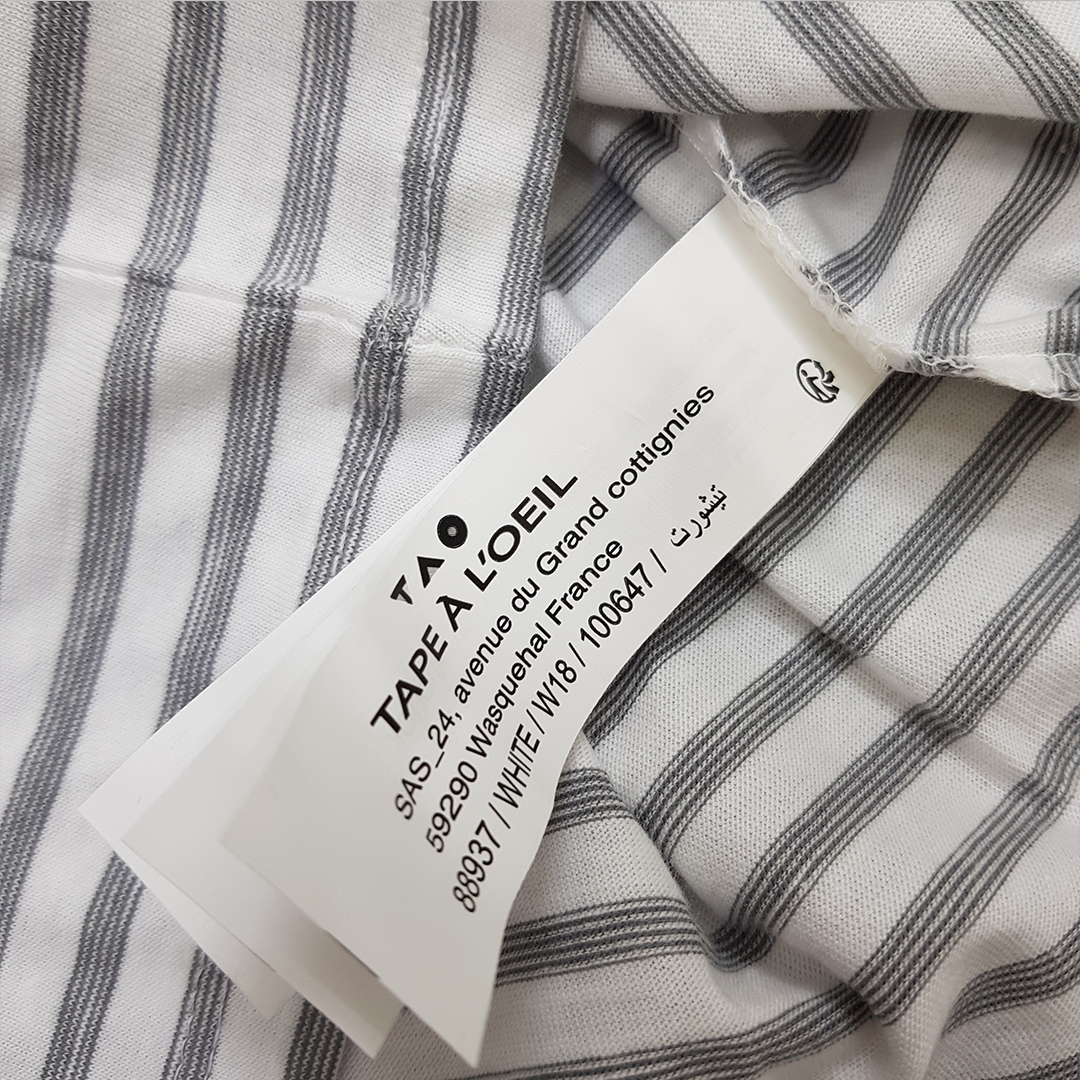 TAO
TAPE À L'OEIL
SAS_24, avenue du Grand cottignies
59290 Wasquehal France
88937 / WHITE / W18 / 100647 / تيشورت